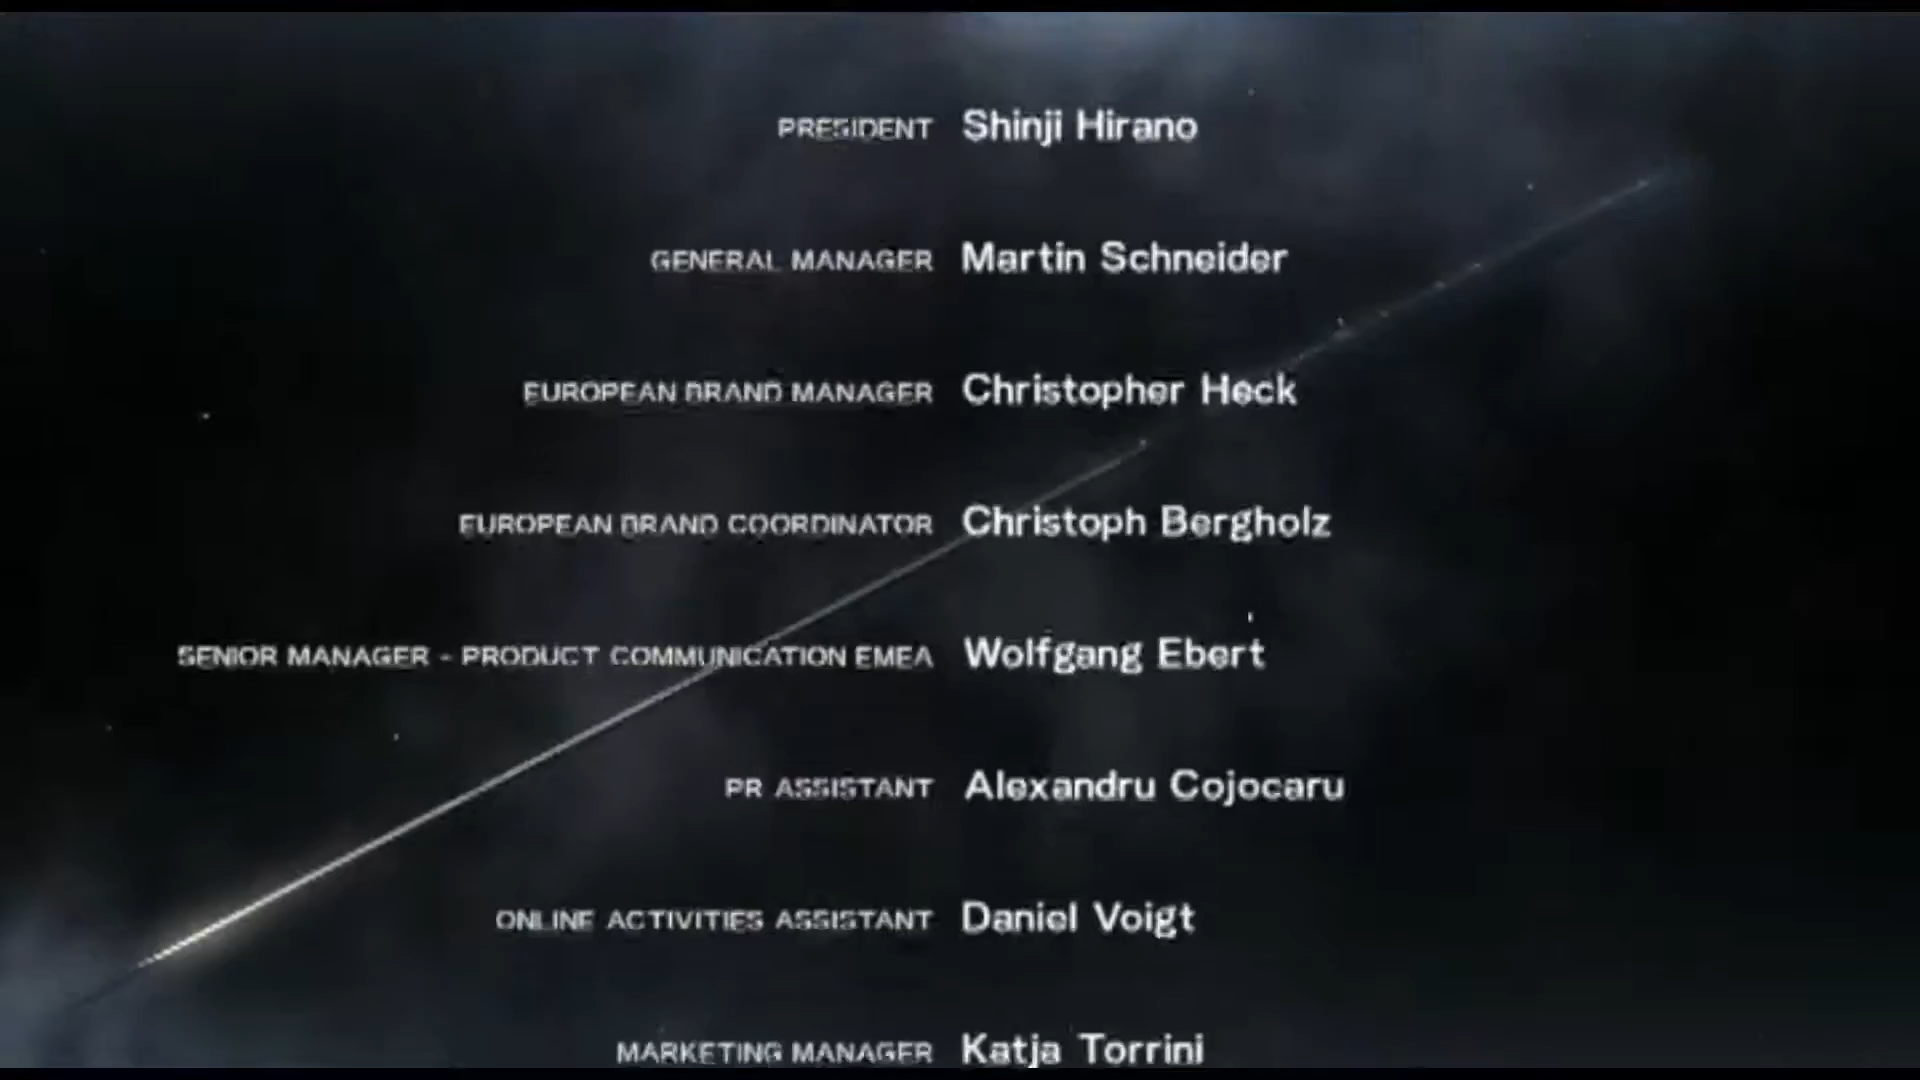 PRESIDENT Shinji Hirano
GENERAL MANAGER Martin Schneider
EUROPEAN BRAND MANAGER Christopher Heck
EUROPEAN BRAND COORDINATOR Christoph Bergholz
SENIOR MANAGER - PRODUCT COMMUNICATION EMEA Wolfgang Ebert
PR ASSISTANT Alexandru Cojocaru
ONLINE ACTIVITIES ASSISTANT Daniel Voigt
MARKETING MANAGER Katja Torrini